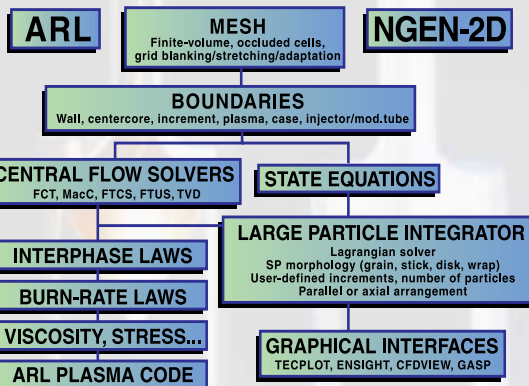 ARL
MESH
Finite-volume, occluded cells,
grid blanking/stretching/adaptation
NGEN-2D
BOUNDARIES
Wall, centercore, increment, plasma, case, injector/mod.tube
CENTRAL FLOW SOLVERS
FCT, MacC, FTCS, FTUS, TVD
STATE EQUATIONS
INTERPHASE LAWS
BURN-RATE LAWS
VISCOSITY, STRESS...
ARL PLASMA CODE
LARGE PARTICLE INTEGRATOR
Lagrangian solver
SP morphology (grain, stick, disk, wrap)
User-defined increments, number of particles
Parallel or axial arrangement
GRAPHICAL INTERFACES
TECPLOT, ENSIGHT, CFDVIEW, GASP